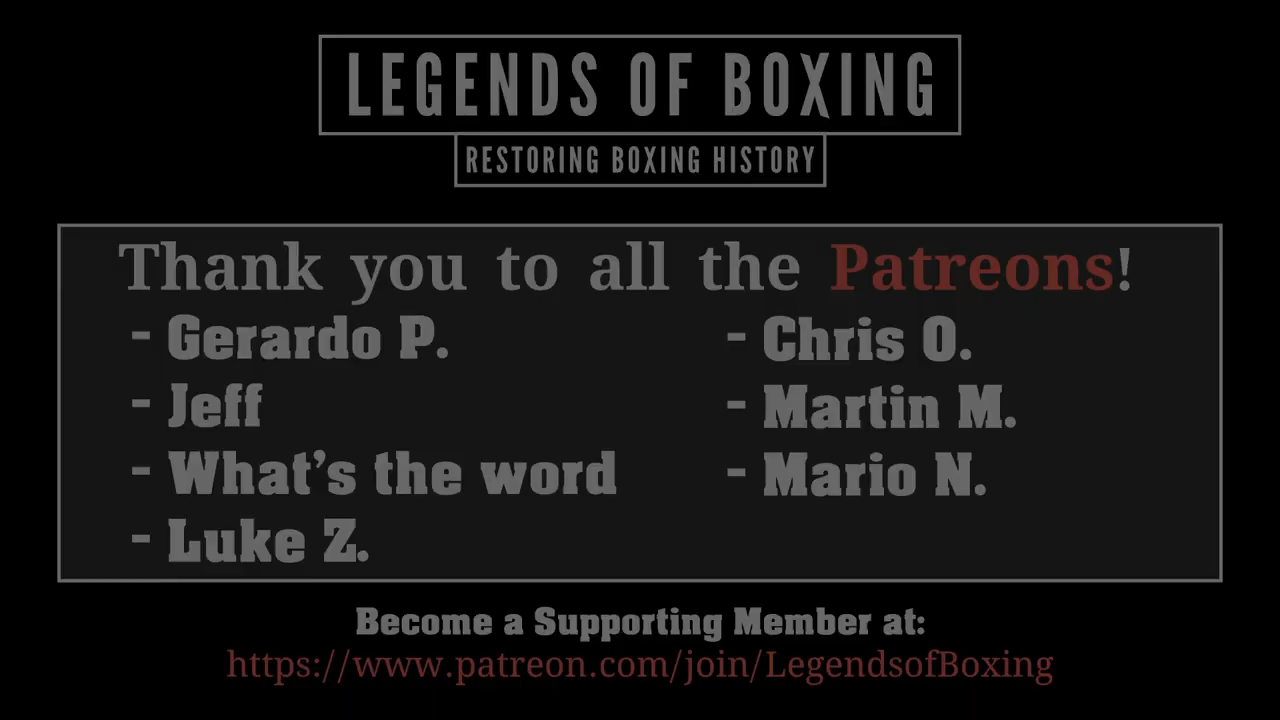 LEGENDS OF BOXING
RESTORING BOXING HISTORY
Thank you to all the Patreons!
- Gerardo P.
- Jeff
- What's the word
- Luke Z.
- Chris O.
- Martin M.
- Mario N.
Become a Supporting Member at:
https://www.patreon.com/join/LegendsofBoxing